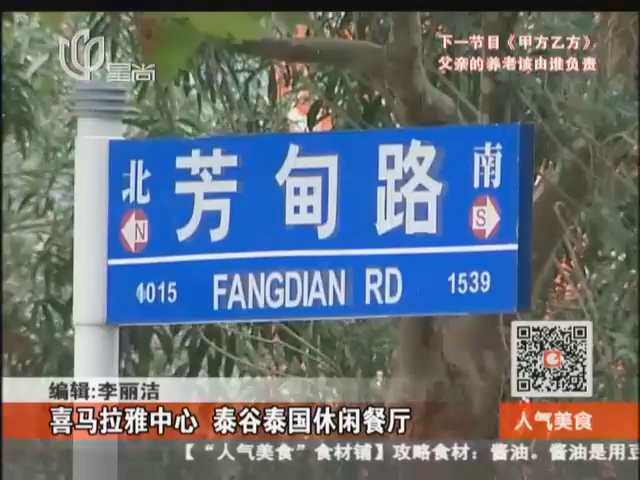 星尚
下一节目《甲方乙方》
父亲的养老该由谁负责
北 芳甸路 南
N S
1015 FANGDIAN RD 1539
编辑:李丽洁
喜马拉雅中心 泰谷泰国休闲餐厅
人气美食
【“人气美食”食材铺】攻略食材：酱油。酱油是用豆